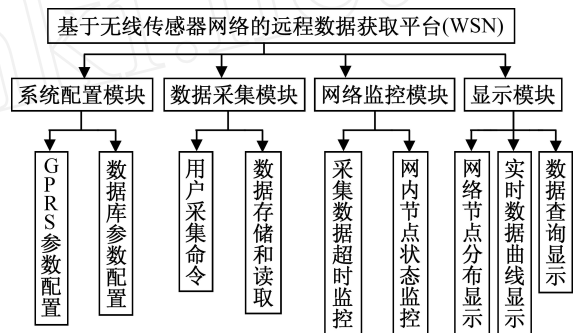 基于无线传感器网络的远程数据获取平台(WSN)
系统配置模块
数据采集模块
网络监控模块
显示模块
GPRS参数配置
数据库参数配置
用户采集命令
数据存储和读取
采集数据超时监控
网内节点状态监控
网络节点分布显示
实时数据曲线显示
数据查询显示